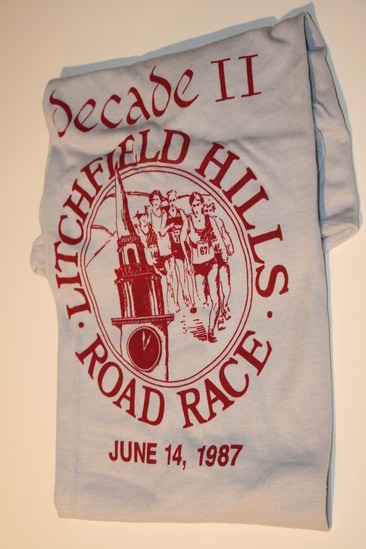 Decade II
· LITCHFIELD HILLS ·
ROAD RACE
67
JUNE 14, 1987